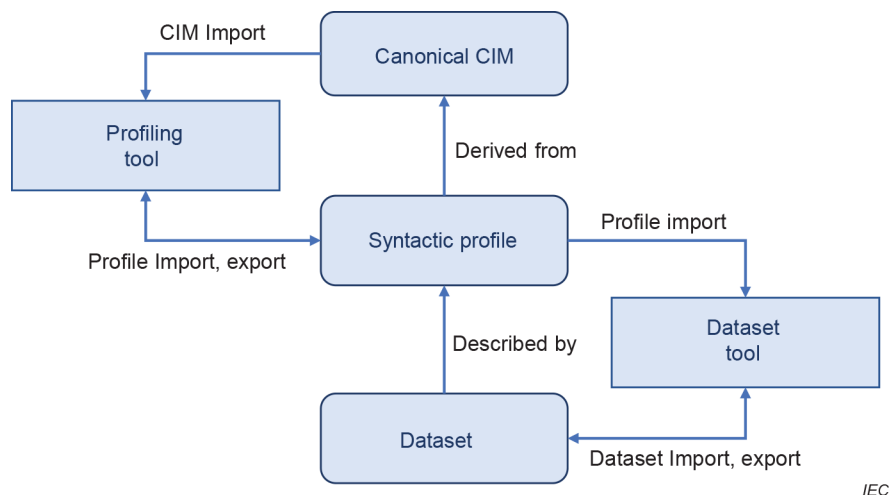 CIM Import
Canonical CIM
Profiling
tool
Derived from
Syntactic profile
Profile import
Profile Import, export
Dataset
tool
Described by
Dataset
Dataset Import, export
IEC